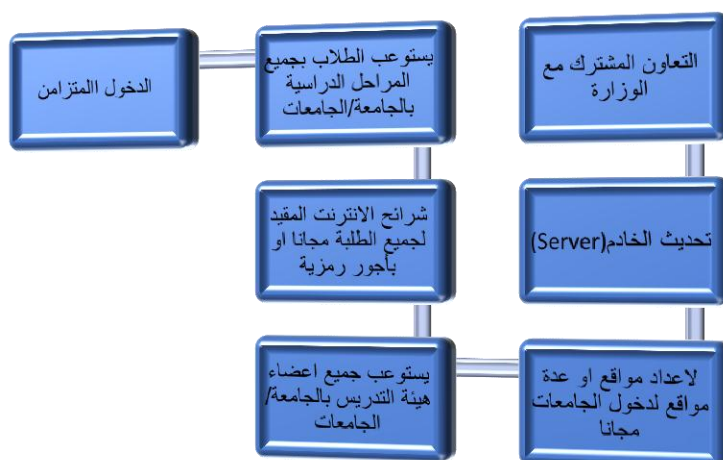 التعاون المشترك مع
الوزارة
تحديث الخادم(Server)
لاعداد مواقع او عدة
مواقع لدخول الجامعات
مجانا
يستوعب جميع اعضاء
هيئة التدريس بالجامعة/
الجامعات
شرائح الانترنت المقيد
لجميع الطلبة مجانا او
بأجور رمزية
يستوعب الطلاب بجميع
المراحل الدراسية
بالجامعة/الجامعات
الدخول االمتزامن